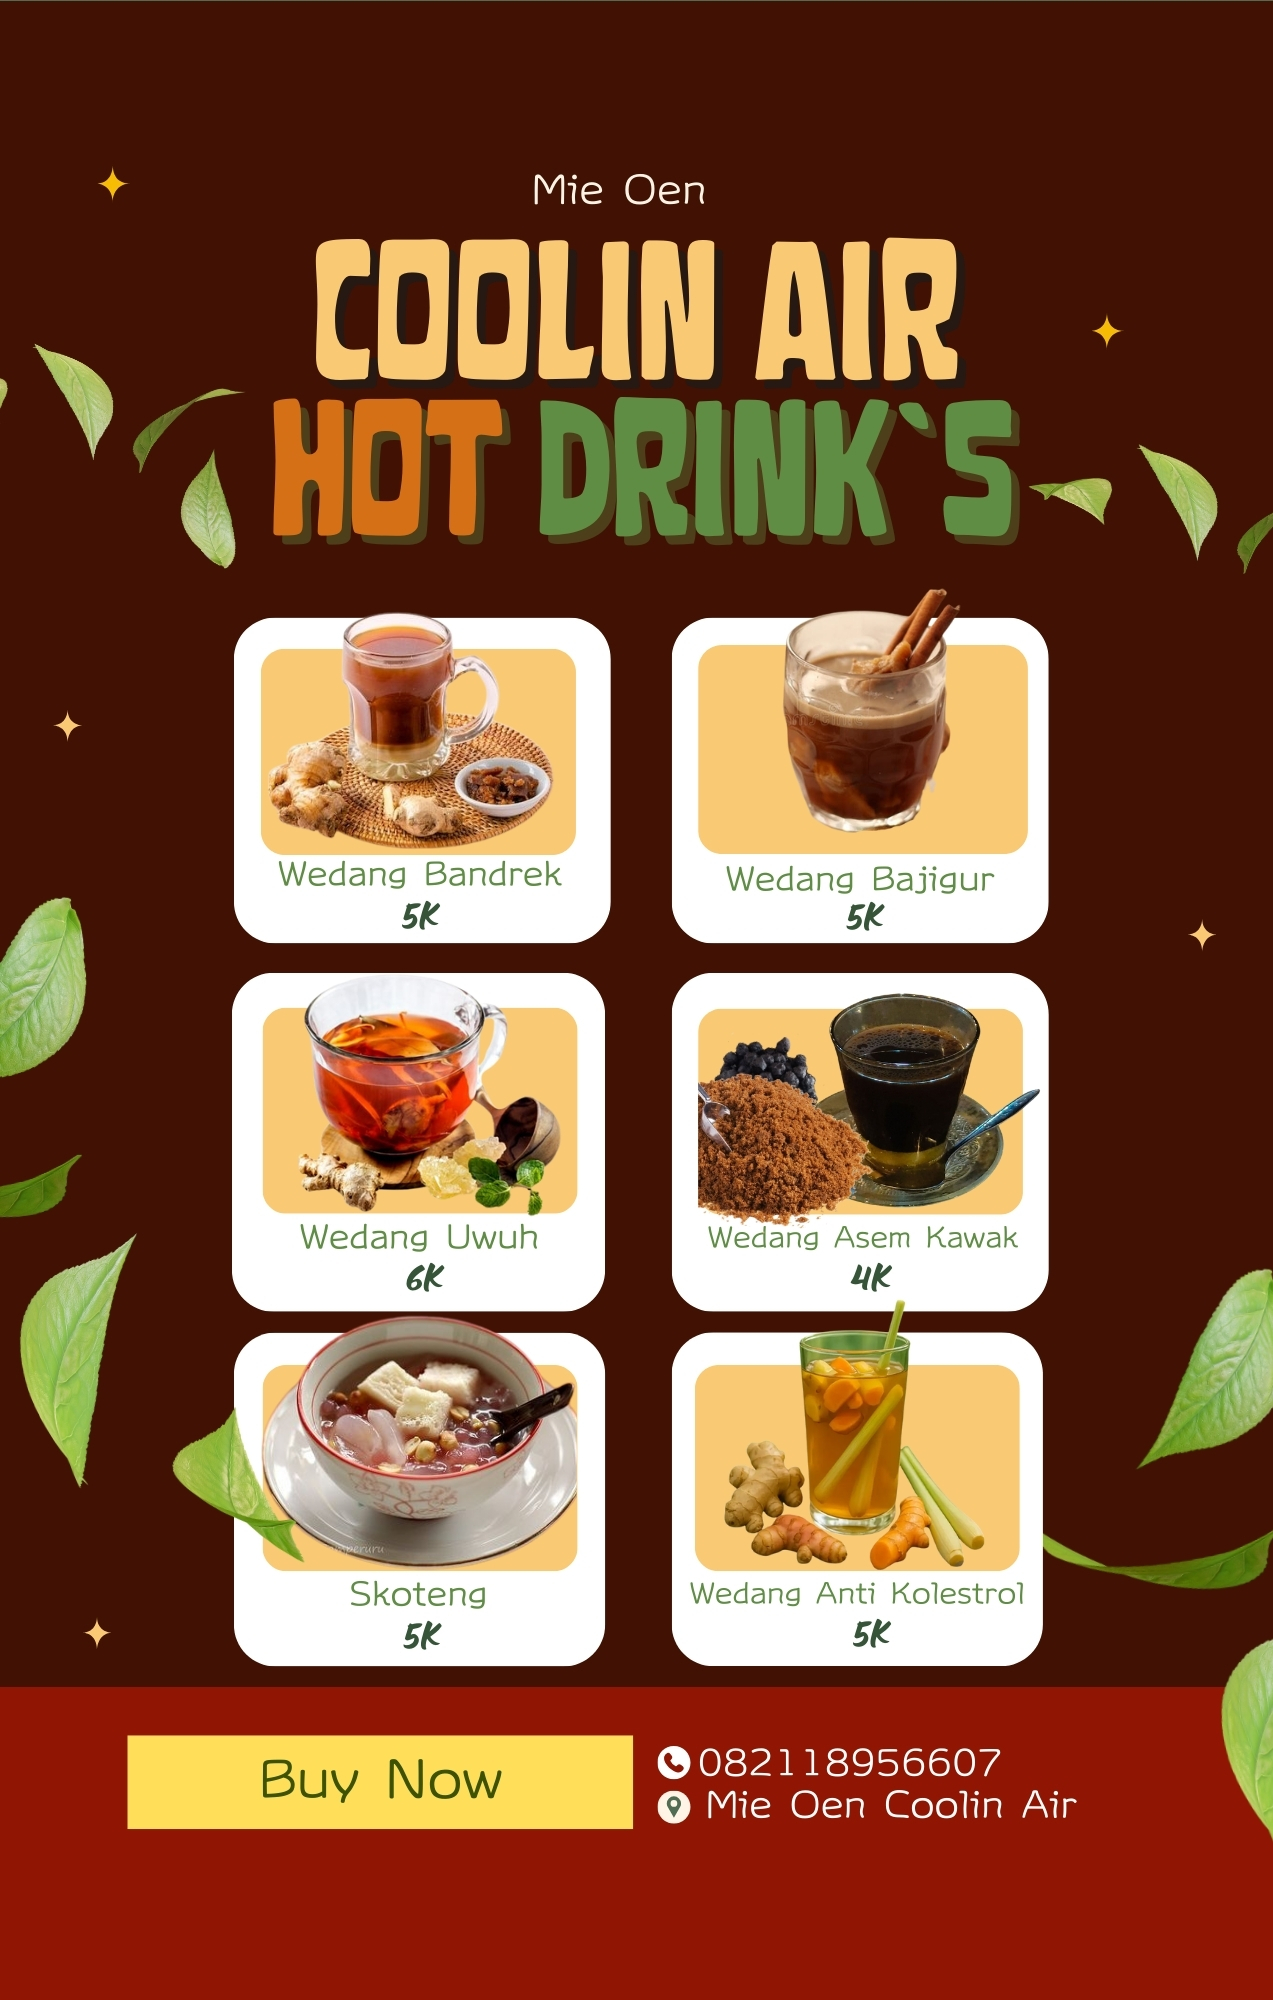 Mie Oen
COOLIN AIR
HOT DRINK`S
Wedang Bandrek
5K
Wedang Bajigur
5K
Wedang Uwuh
6K
Wedang Asem Kawak
4K
Skoteng
5K
Wedang Anti Kolestrol
5K
Buy Now
082118956607
Mie Oen Coolin Air